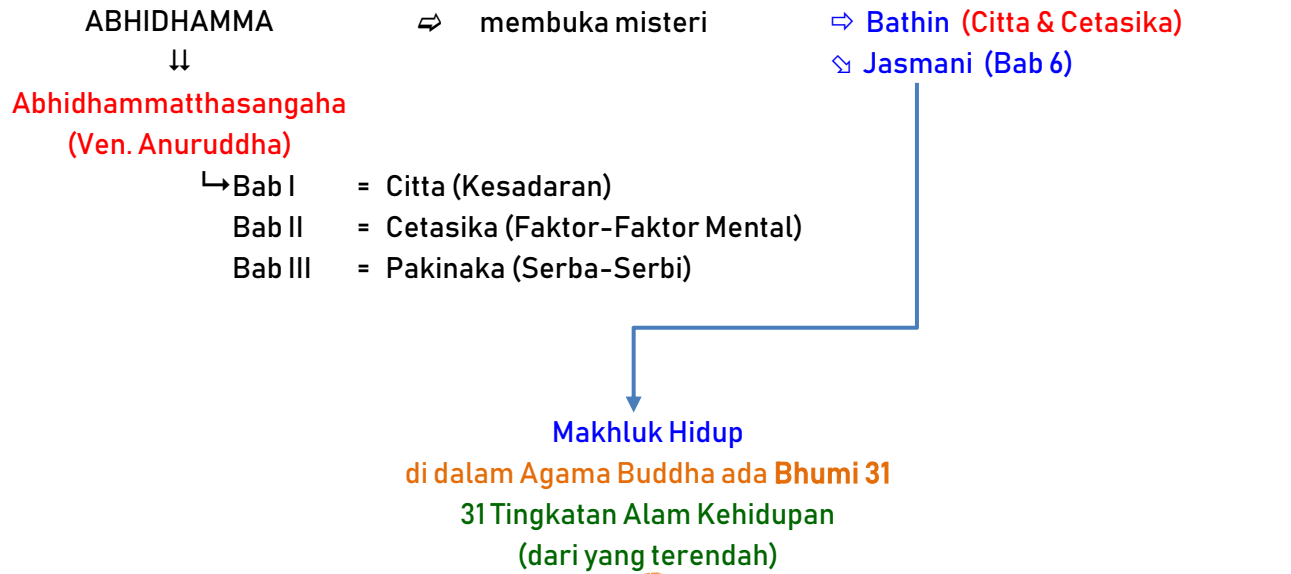 ABHIDHAMMA ⇨ membuka misteri ⇨ Bathin (Citta & Cetasika)
⇊ ⬂ Jasmani (Bab 6)
Abhidhammatthasangaha
(Ven. Anuruddha)
↳Bab I = Citta (Kesadaran)
Bab II = Cetasika (Faktor-Faktor Mental)
Bab III = Pakinaka (Serba-Serbi)
Makhluk Hidup
di dalam Agama Buddha ada Bhumi 31
31 Tingkatan Alam Kehidupan
(dari yang terendah)